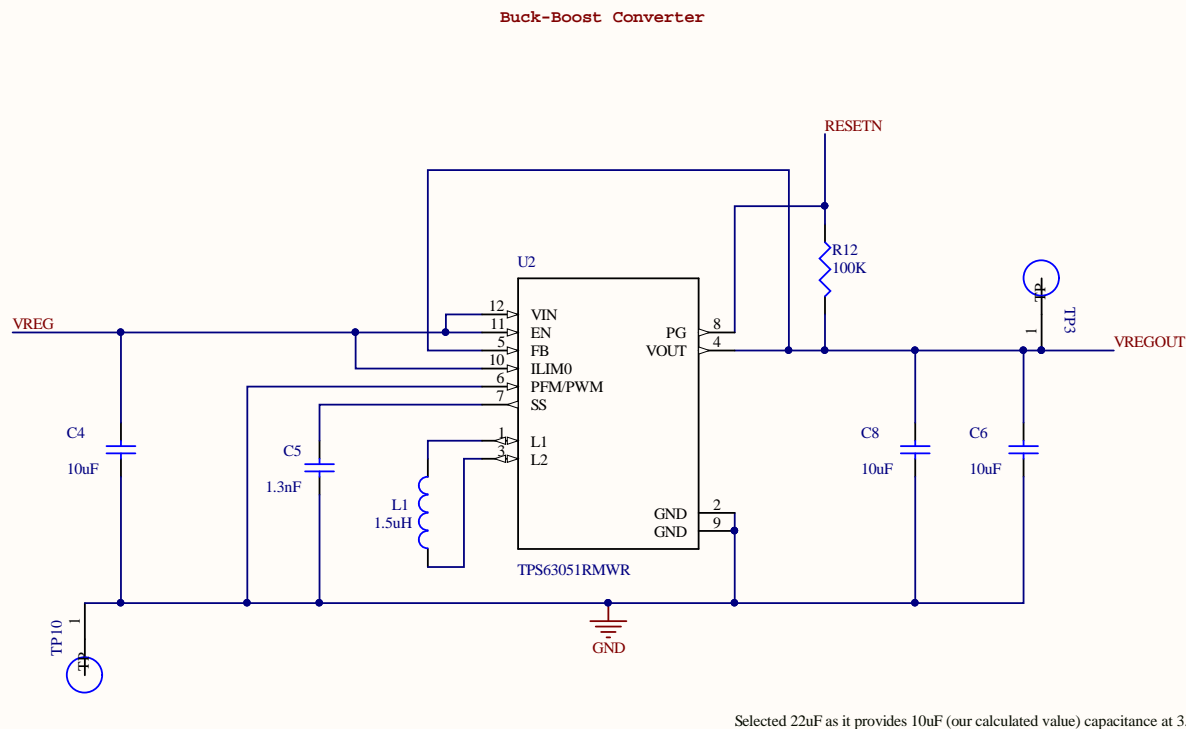 Buck-Boost Converter
RESETN
R12
100K
U2
TP
TP3
1
VREG
VREGOUT
12
VIN
11
EN
5
FB
10
ILIM0
6
PFM/PWM
7
SS
1
L1
3
L2
PG
8
VOUT
4
C4
10uF
C5
1.3nF
L1
1.5uH
C8
10uF
C6
10uF
GND
2
GND
9
TPS63051RMWR
TP10
1
TP
GND
Selected 22uF as it provides 10uF (our calculated value) capacitance at 3.